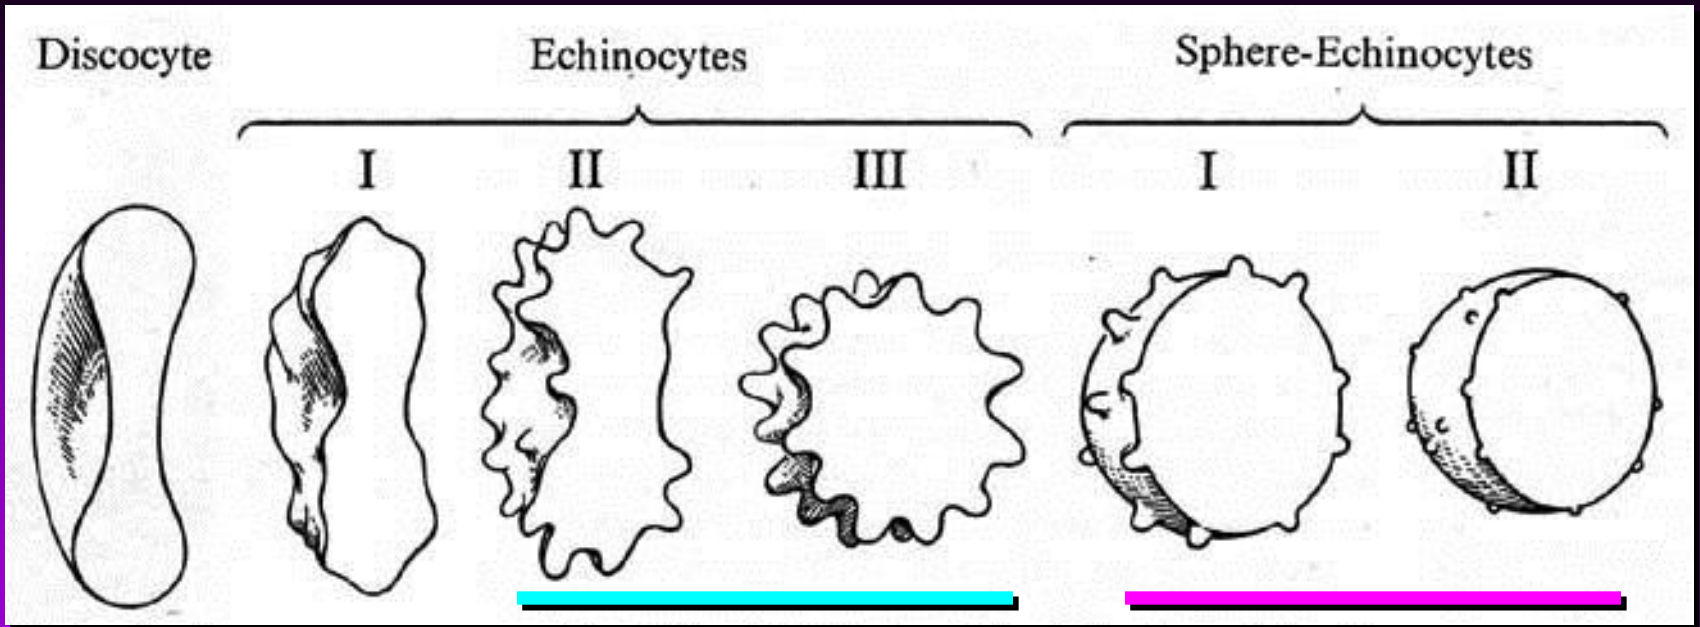 Discocyte
Echinocytes
Sphere-Echinocytes
I
II
III
I
II